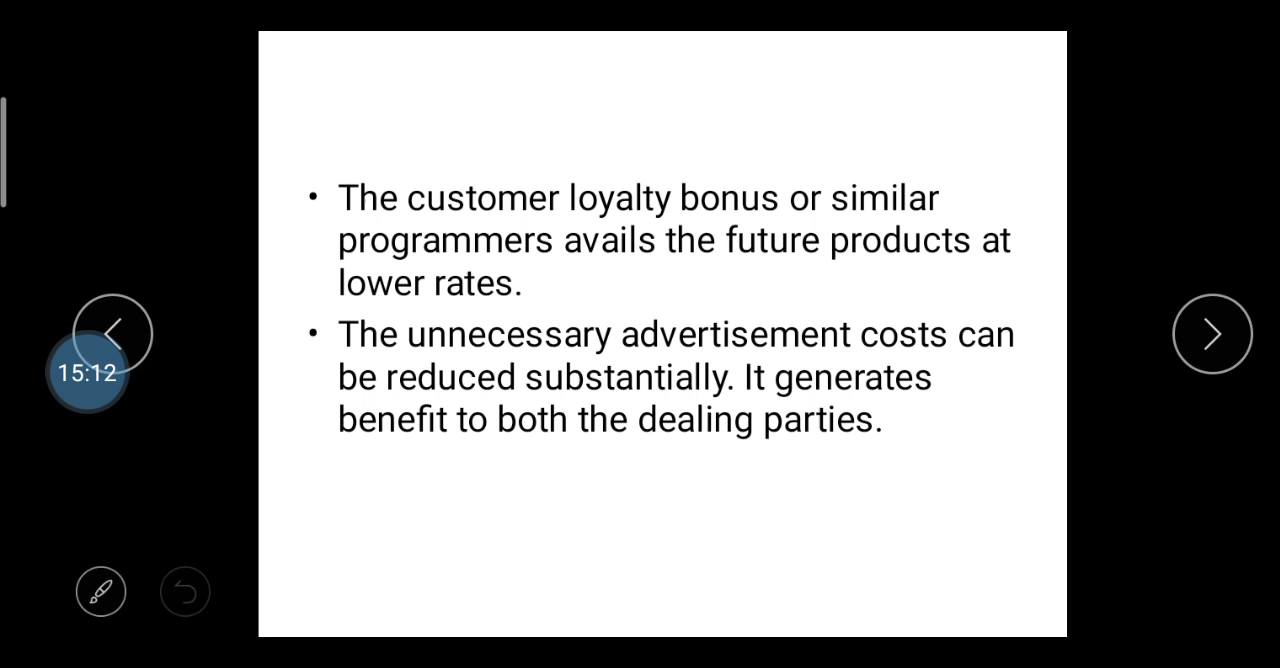 • The customer loyalty bonus or similar
programmers avails the future products at
lower rates.
• The unnecessary advertisement costs can
be reduced substantially. It generates
benefit to both the dealing parties.
15:12